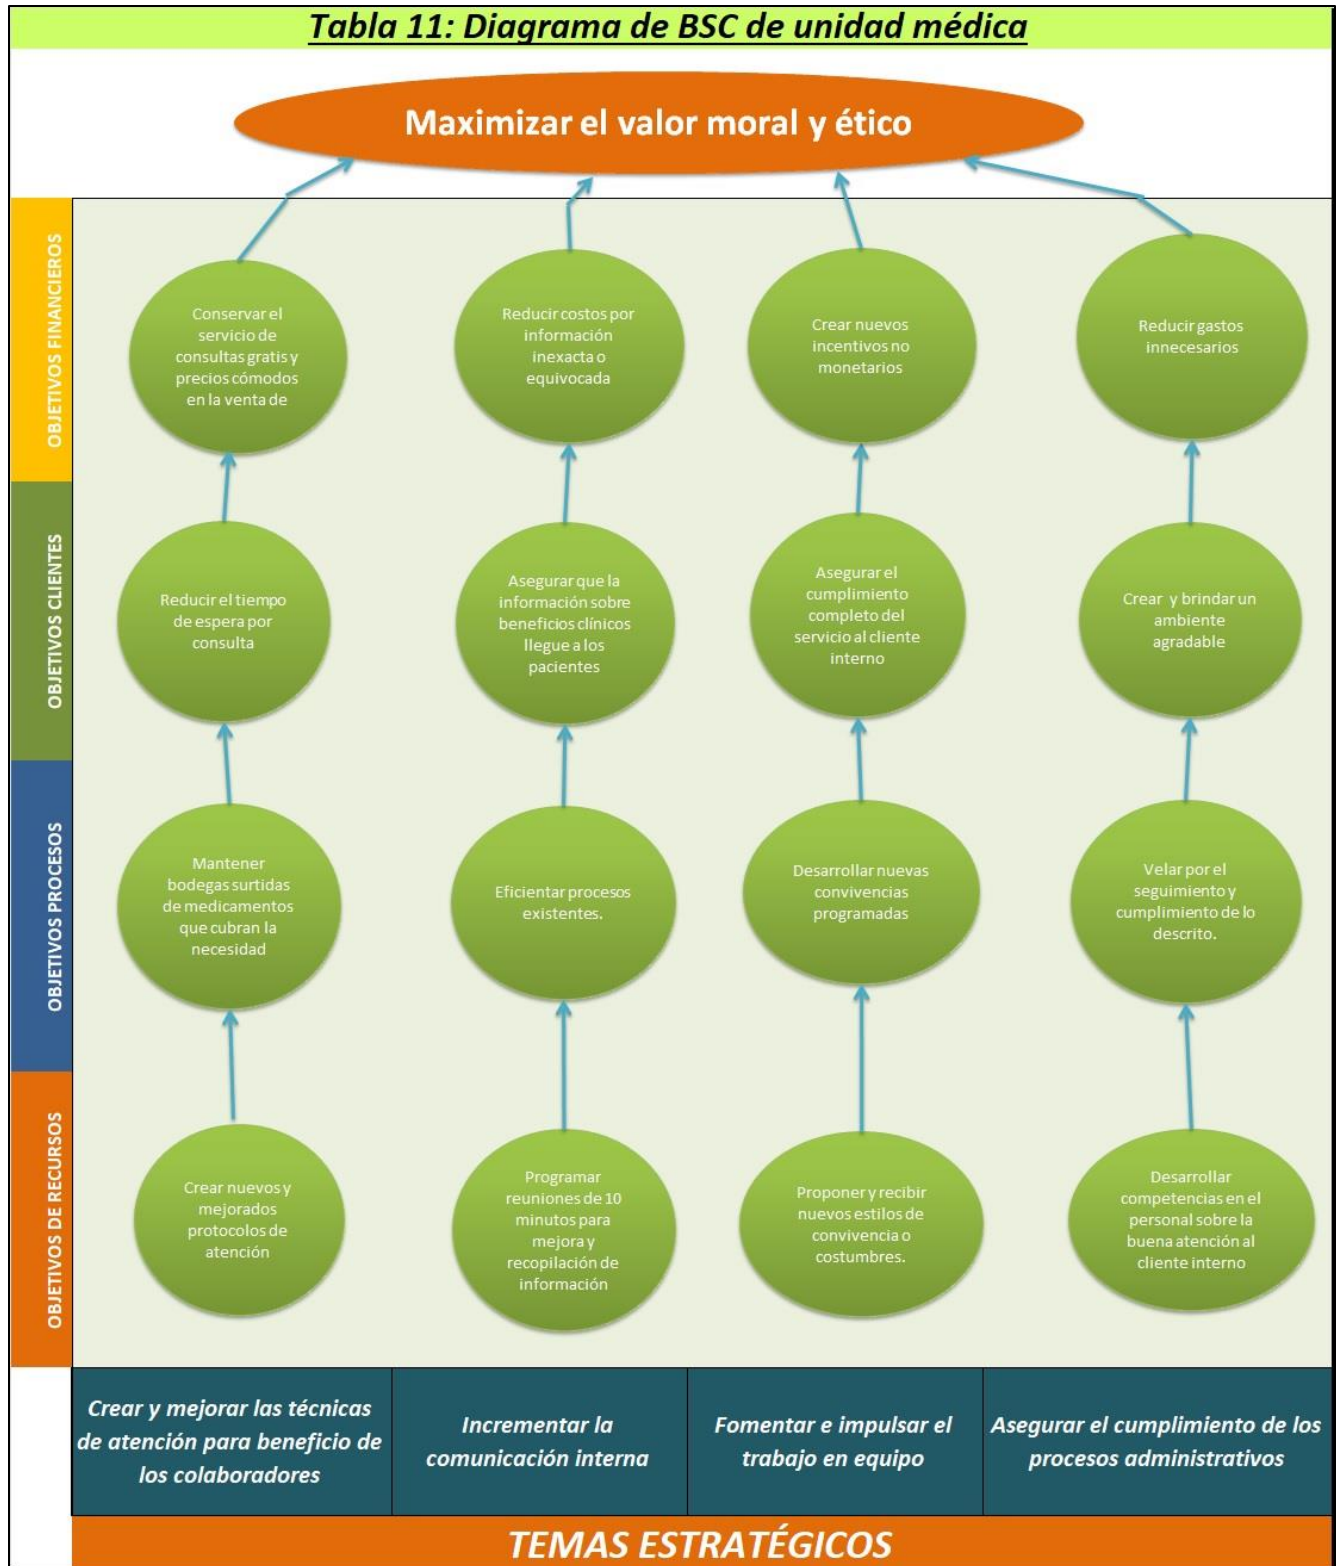 Tabla 11: Diagrama de BSC de unidad médica
Maximizar el valor moral y ético
OBJETIVOS FINANCIEROS
Conservar el
servicio de
consultas gratis y
precios cómodos
en la venta de
Reducir costos por
información
inexacta o
equivocada
Crear nuevos
incentivos no
monetarios
Reducir gastos
innecesarios
OBJETIVOS CLIENTES
Reducir el tiempo
de espera por
consulta
Asegurar que la
información sobre
beneficios clínicos
llegue a los
pacientes
Asegurar el
cumplimiento
completo del
servicio al cliente
interno
Crear y brindar un
ambiente
agradable
OBJETIVOS PROCESOS
Mantener
bodegas surtidas
de medicamentos
que cubran la
necesidad
Eficientar procesos
existentes.
Desarrollar nuevas
convivencias
programadas
Velar por el
seguimiento y
cumplimiento de lo
descrito.
OBJETIVOS DE RECURSOS
Crear nuevos y
mejorados
protocolos de
atención
Programar
reuniones de 10
minutos para
mejora y
recopilación de
información
Proponer y recibir
nuevos estilos de
convivencia o
costumbres.
Desarrollar
competencias en el
personal sobre la
buena atención al
cliente interno
Crear y mejorar las técnicas
de atención para beneficio de
los colaboradores
Incrementar la
comunicación interna
Fomentar e impulsar el
trabajo en equipo
Asegurar el cumplimiento de los
procesos administrativos
TEMAS ESTRATÉGICOS